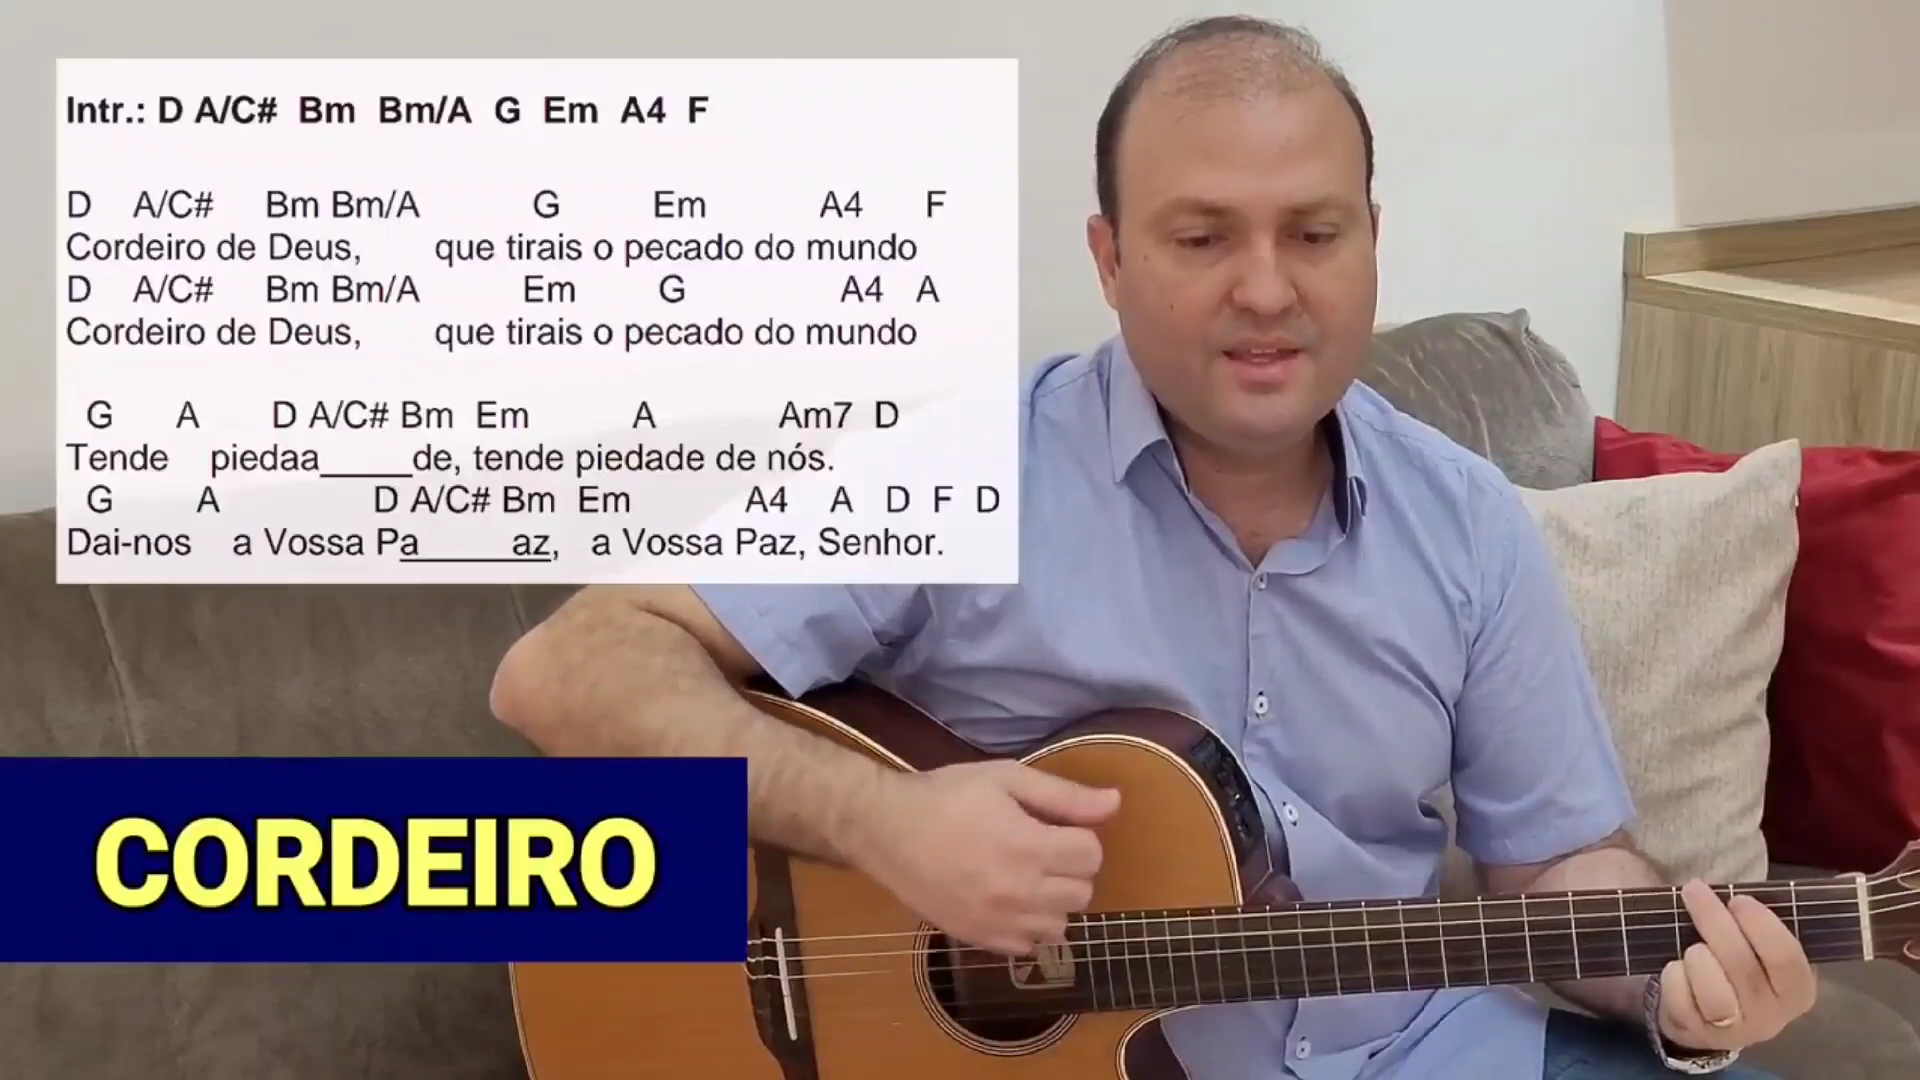 Intr.: D A/C# Bm Bm/A G Em A4 F
D A/C# Bm Bm/A G Em A4 F
Cordeiro de Deus, que tirais o pecado do mundo
D A/C# Bm Bm/A Em G A4 A
Cordeiro de Deus, que tirais o pecado do mundo
G A D A/C# Bm Em A Am7 D
Tende piedaa_____de, tende piedade de nós.
G A D A/C# Bm Em A4 A D F D
Dai-nos a Vossa Pa_____az, a Vossa Paz, Senhor.
CORDEIRO